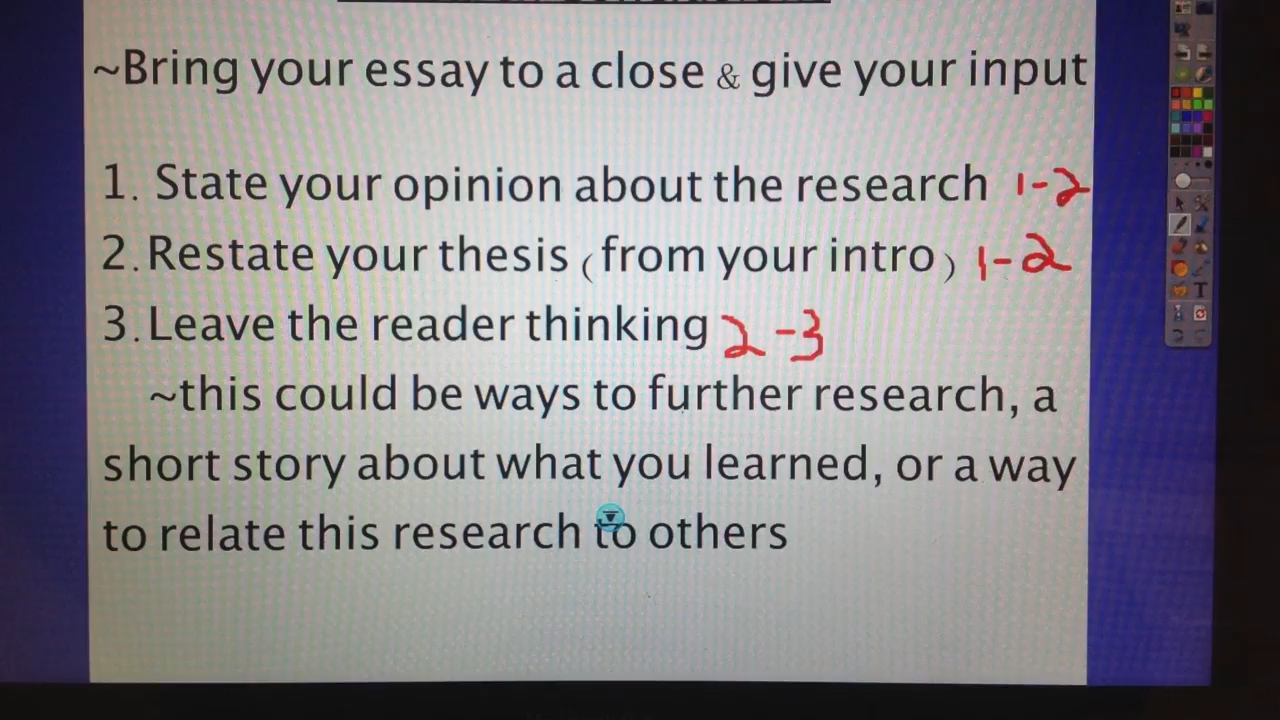 ~Bring your essay to a close & give your input
1. State your opinion about the research 1-2
2. Restate your thesis (from your intro) 1-2
3. Leave the reader thinking 2-3
~this could be ways to further research, a
short story about what you learned, or a way
to relate this research to others
T